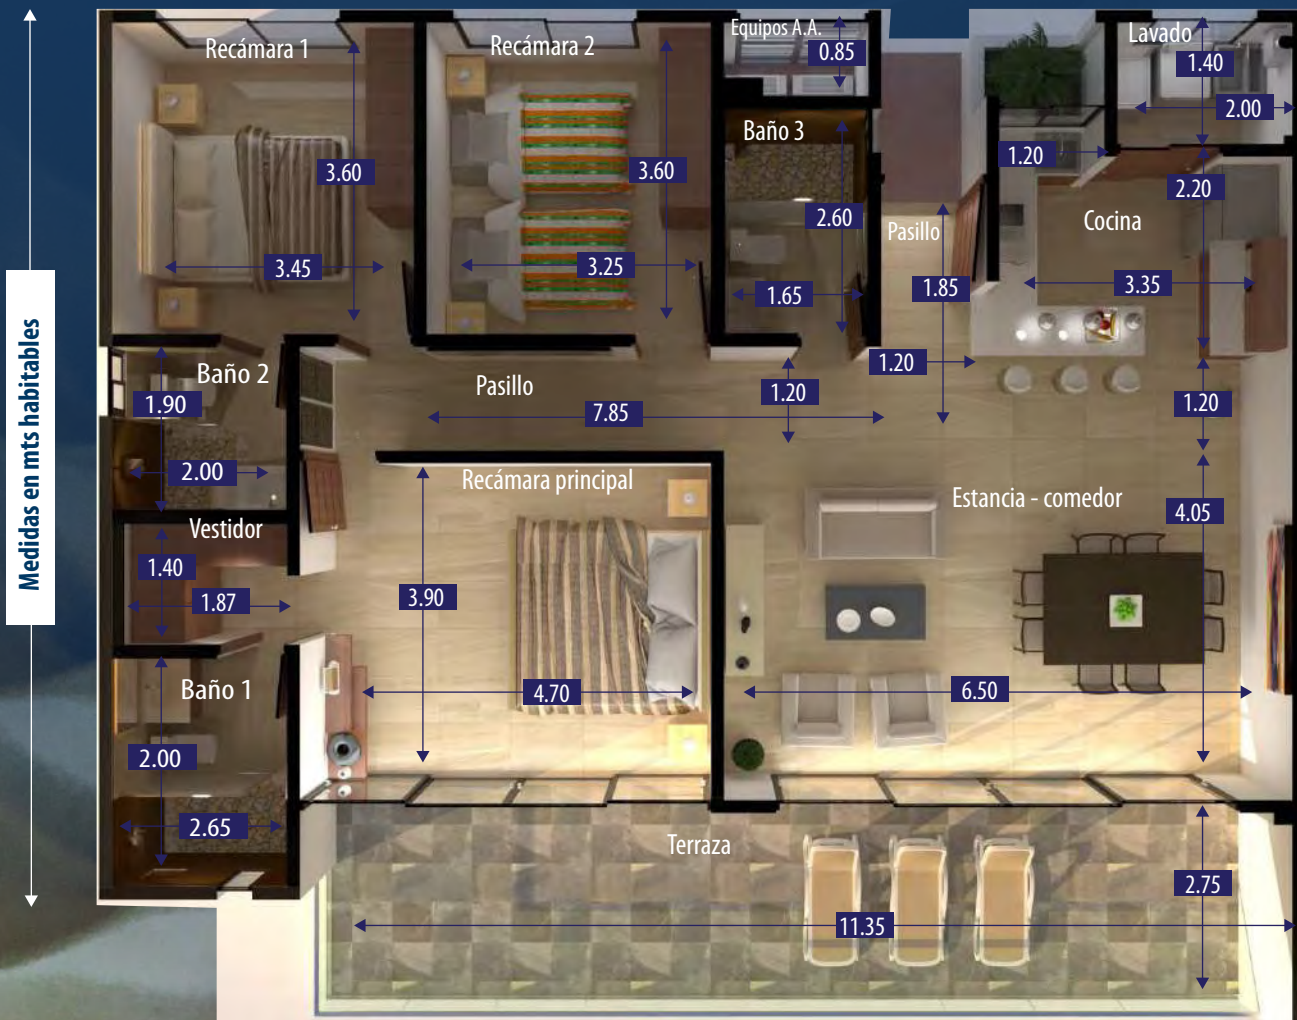 Medidas en mts habitables
Recámara 1
3.60
3.45
Recámara 2
3.60
3.25
Equipos A.A.
0.85
Baño 3
2.60
1.65
Lavado
1.40
2.00
1.20
2.20
Cocina
3.35
Pasillo
1.85
1.20
1.20
Baño 2
1.90
2.00
Pasillo
7.85
1.20
Vestidor
1.40
1.87
Recámara principal
3.90
4.70
Estancia - comedor
4.05
6.50
Baño 1
2.00
2.65
Terraza
2.75
11.35